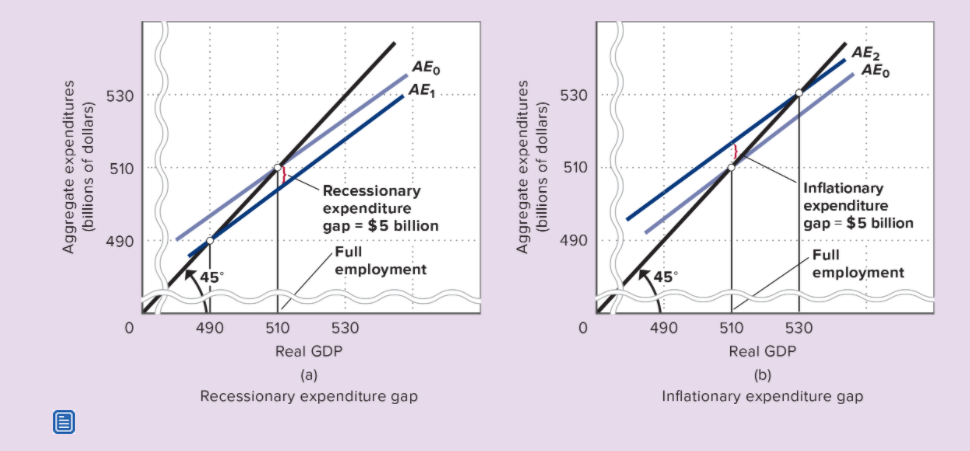 Aggregate expenditures
(billions of dollars)
530
510
490
0
490
510
530
AE0
AE1
Recessionary
expenditure
gap = $5 billion
Full
employment
45°
Real GDP
(a)
Recessionary expenditure gap
Aggregate expenditures
(billions of dollars)
530
510
490
0
490
510
530
AE2
AE0
Inflationary
expenditure
gap = $5 billion
Full
employment
45°
Real GDP
(b)
Inflationary expenditure gap